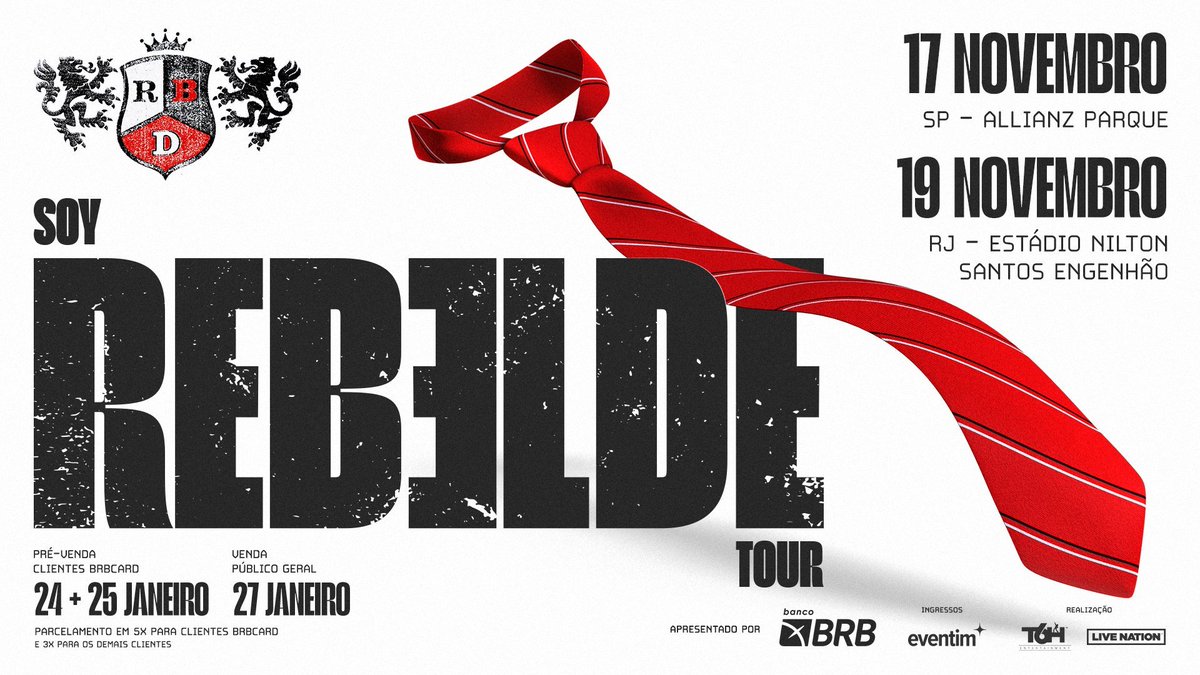 R B
D
SOY
REBELDE
TOUR
17 NOVEMBRO
SP - ALLIANZ PARQUE
19 NOVEMBRO
RJ - ESTÁDIO NILTON
SANTOS ENGENHÃO
PRÉ-VENDA
CLIENTES BRBCARD
24 + 25 JANEIRO
VENDA
PÚBLICO GERAL
27 JANEIRO
PARCELAMENTO EM 5X PARA CLIENTES BRBCARD
E 3X PARA OS DEMAIS CLIENTES
APRESENTADO POR
banco
BRB
INGRESSOS
eventim
REALIZAÇÃO
T6H
ENTERTAINMENT
LIVE NATION